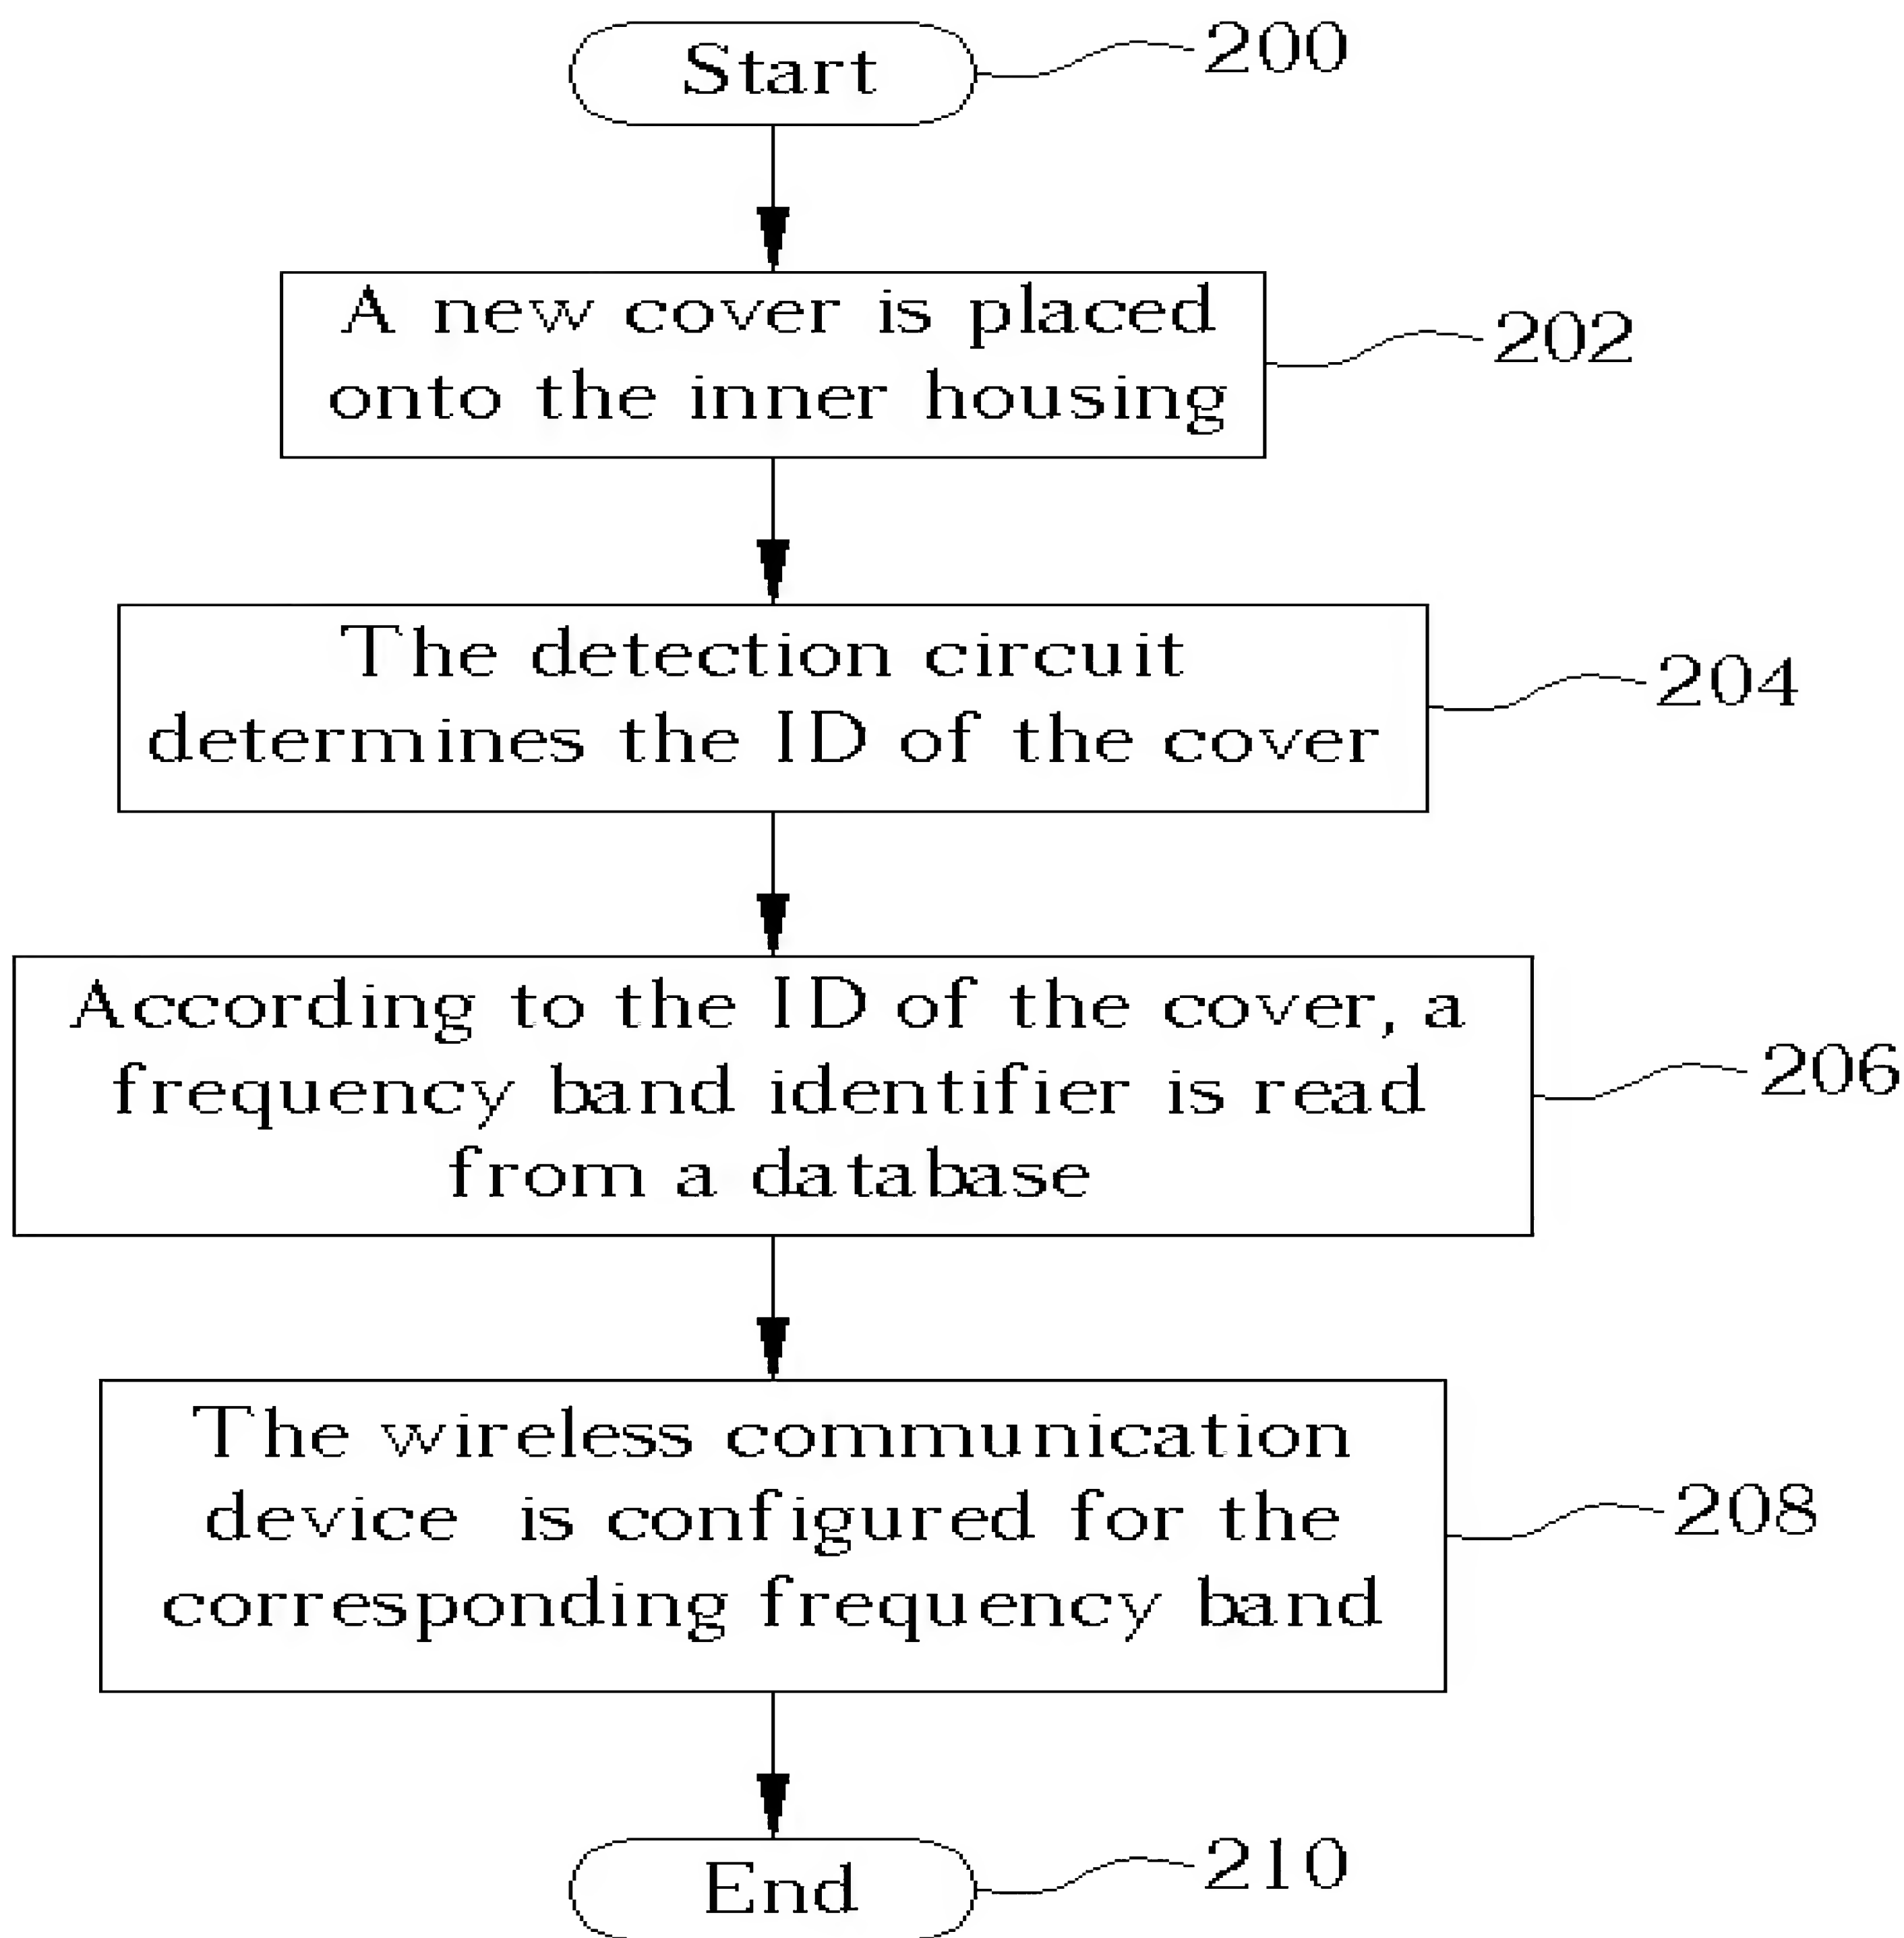 Start
200
A new cover is placed
onto the inner housing
202
The detection circuit
determines the ID of the cover
204
According to the ID of the cover, a
frequency band identifier is read
from a database
206
The wireless communication
device is configured for the
corresponding frequency band
208
End
210